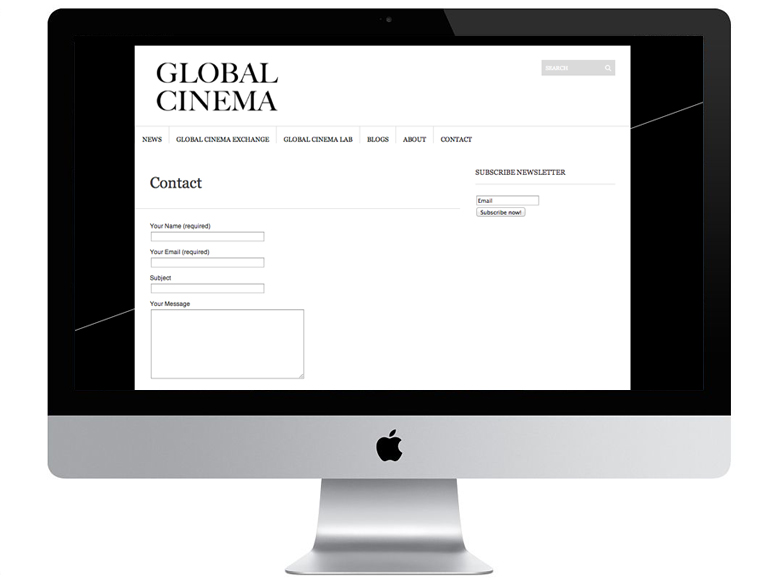 GLOBAL
CINEMA
SEARCH
NEWS
GLOBAL CINEMA EXCHANGE
GLOBAL CINEMA LAB
BLOGS
ABOUT
CONTACT
Contact
Your Name (required)
Your Email (required)
Subject
Your Message
SUBSCRIBE NEWSLETTER
Email
Subscribe now!